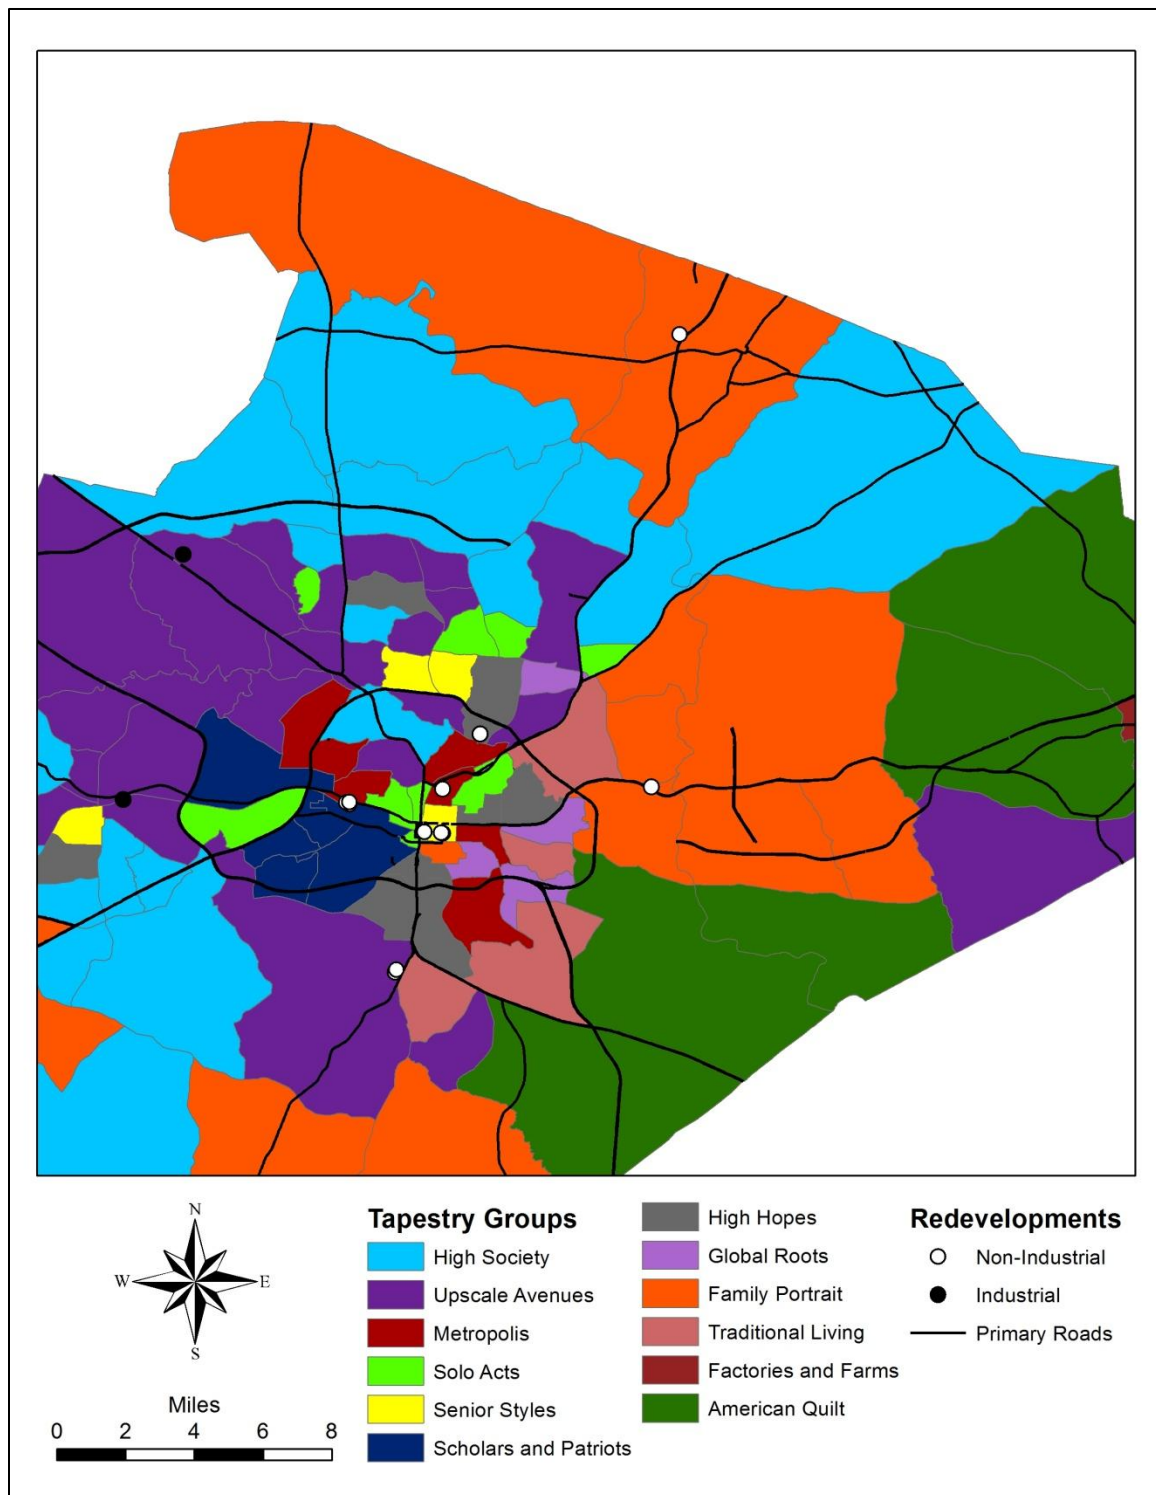 N
W E
S
Miles
0 2 4 6 8
Tapestry Groups
High Society
Upscale Avenues
Metropolis
Solo Acts
Senior Styles
Scholars and Patriots
High Hopes
Global Roots
Family Portrait
Traditional Living
Factories and Farms
American Quilt
Redevelopments
Non-Industrial
Industrial
Primary Roads